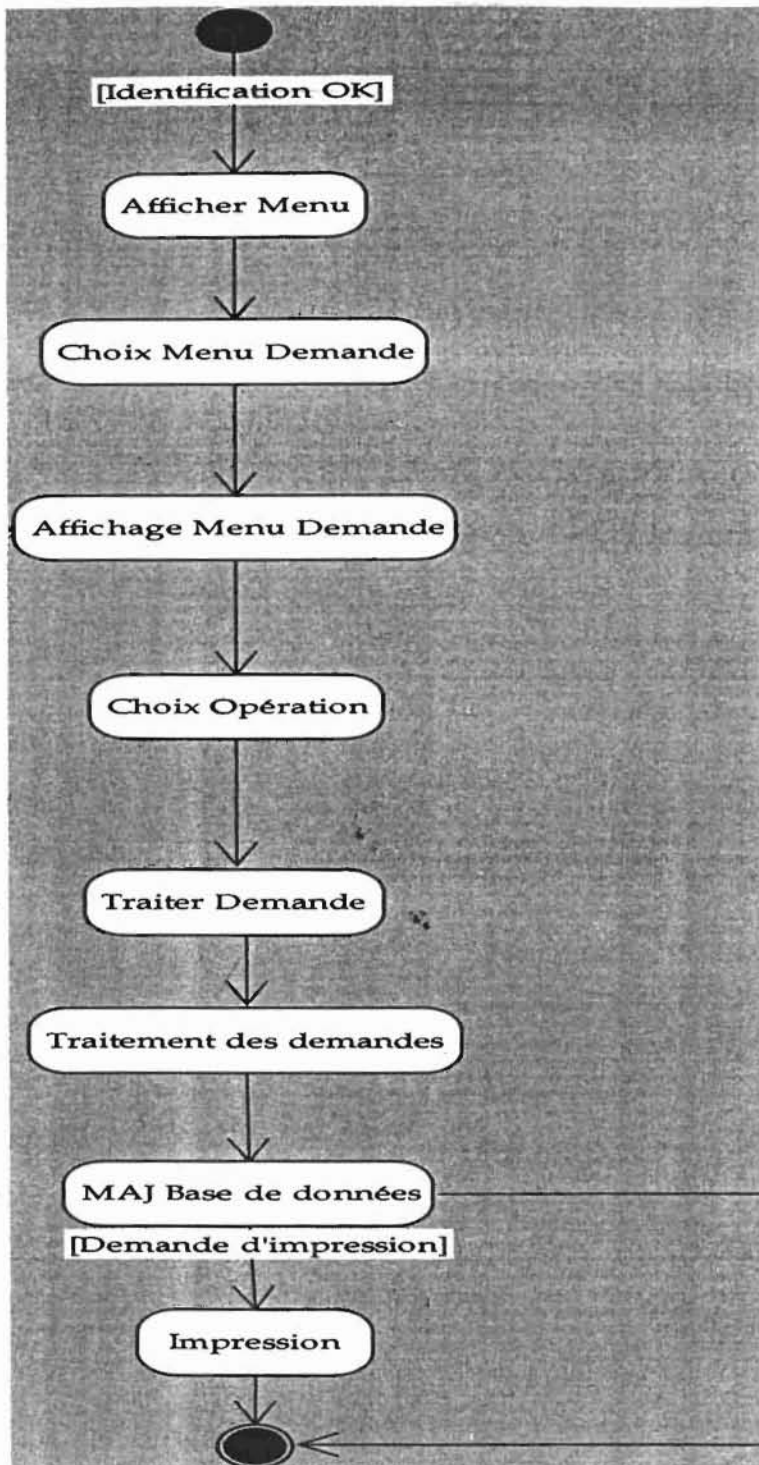 [Identification OK]
Afficher Menu
Choix Menu Demande
Affichage Menu Demande
Choix Opération
Traiter Demande
Traitement des demandes
MAJ Base de données
[Demande d'impression]
Impression